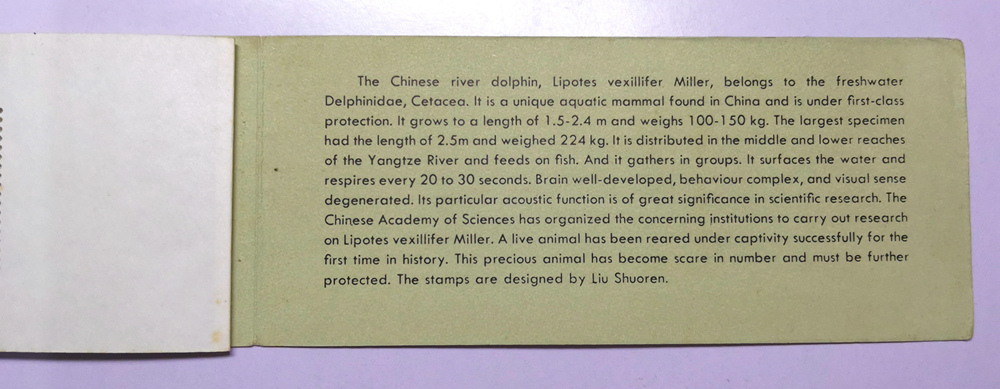 The Chinese river dolphin, Lipotes vexillifer Miller, belongs to the freshwater
Delphinidae, Cetacea. It is a unique aquatic mammal found in China and is under first-class
protection. It grows to a length of 1.5-2.4 m and weighs 100-150 kg. The largest specimen
had the length of 2.5m and weighed 224 kg. It is distributed in the middle and lower reaches
of the Yangtze River and feeds on fish. And it gathers in groups. It surfaces the water and
respires every 20 to 30 seconds. Brain well-developed, behaviour complex, and visual sense
degenerated. Its particular acoustic function is of great significance in scientific research. The
Chinese Academy of Sciences has organized the concerning institutions to carry out research
on Lipotes vexillifer Miller. A live animal has been reared under captivity successfully for the
first time in history. This precious animal has become scare in number and must be further
protected. The stamps are designed by Liu Shuoren.